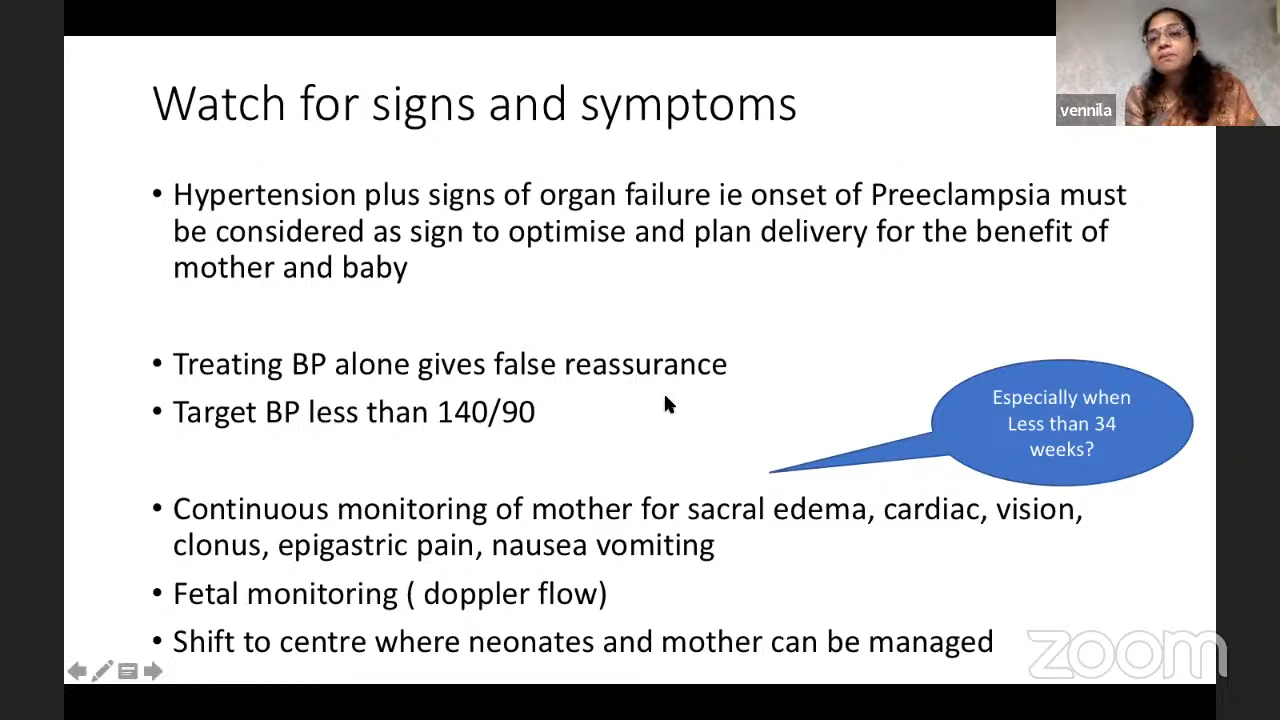 Watch for signs and symptoms
vennila
• Hypertension plus signs of organ failure ie onset of Preeclampsia must
be considered as sign to optimise and plan delivery for the benefit of
mother and baby
• Treating BP alone gives false reassurance
• Target BP less than 140/90
Especially when
Less than 34
weeks?
• Continuous monitoring of mother for sacral edema, cardiac, vision,
clonus, epigastric pain, nausea vomiting
• Fetal monitoring ( doppler flow)
• Shift to centre where neonates and mother can be managed
zoom